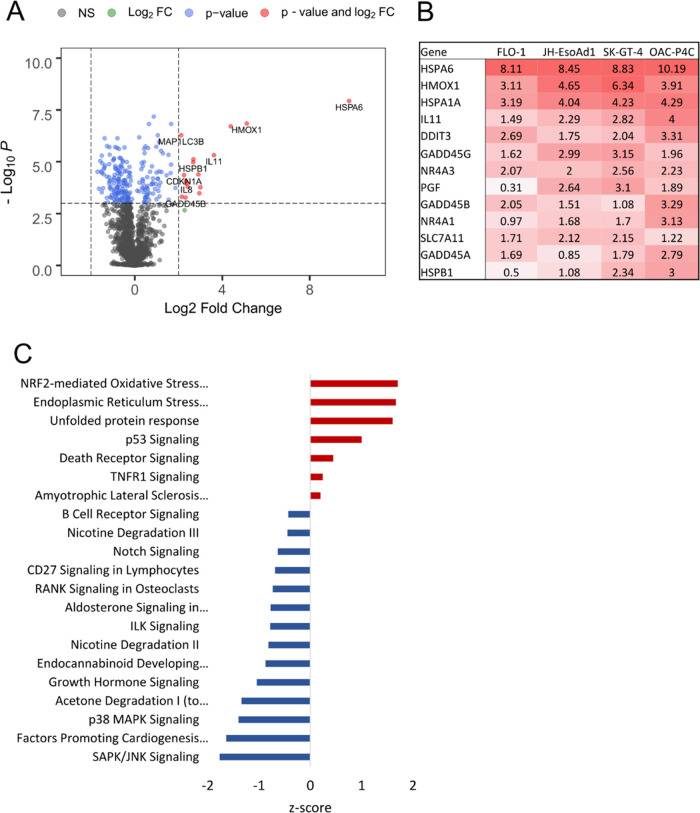 A
NS Log2 FC p−value p - value and log2 FC
10.0
7.5
5.0
2.5
0.0
- Log10 P
HSPA6
HMOX1
MAP1LC3B
IL11
HSPB1
CDKN1A
IL8
GADD45B
0 4 8
Log2 Fold Change
B
Gene FLO-1 JH-EsoAd1 SK-GT-4 OAC-P4C
HSPA6 8.11 8.45 8.83 10.19
HMOX1 3.11 4.65 6.34 3.91
HSPA1A 3.19 4.04 4.23 4.29
IL11 1.49 2.29 2.82 4
DDIT3 2.69 1.75 2.04 3.31
GADD45G 1.62 2.99 3.15 1.96
NR4A3 2.07 2 2.56 2.23
PGF 0.31 2.64 3.1 1.89
GADD45B 2.05 1.51 1.08 3.29
NR4A1 0.97 1.68 1.7 3.13
SLC7A11 1.71 2.12 2.15 1.22
GADD45A 1.69 0.85 1.79 2.79
HSPB1 0.5 1.08 2.34 3
C
NRF2-mediated Oxidative Stress...
Endoplasmic Reticulum Stress...
Unfolded protein response
p53 Signaling
Death Receptor Signaling
TNFR1 Signaling
Amyotrophic Lateral Sclerosis...
B Cell Receptor Signaling
Nicotine Degradation III
Notch Signaling
CD27 Signaling in Lymphocytes
RANK Signaling in Osteoclasts
Aldosterone Signaling in...
ILK Signaling
Nicotine Degradation II
Endocannabinoid Developing...
Growth Hormone Signaling
Acetone Degradation I (to...
p38 MAPK Signaling
Factors Promoting Cardiogenesis...
SAPK/JNK Signaling
-2 -1 0 1 2
z-score